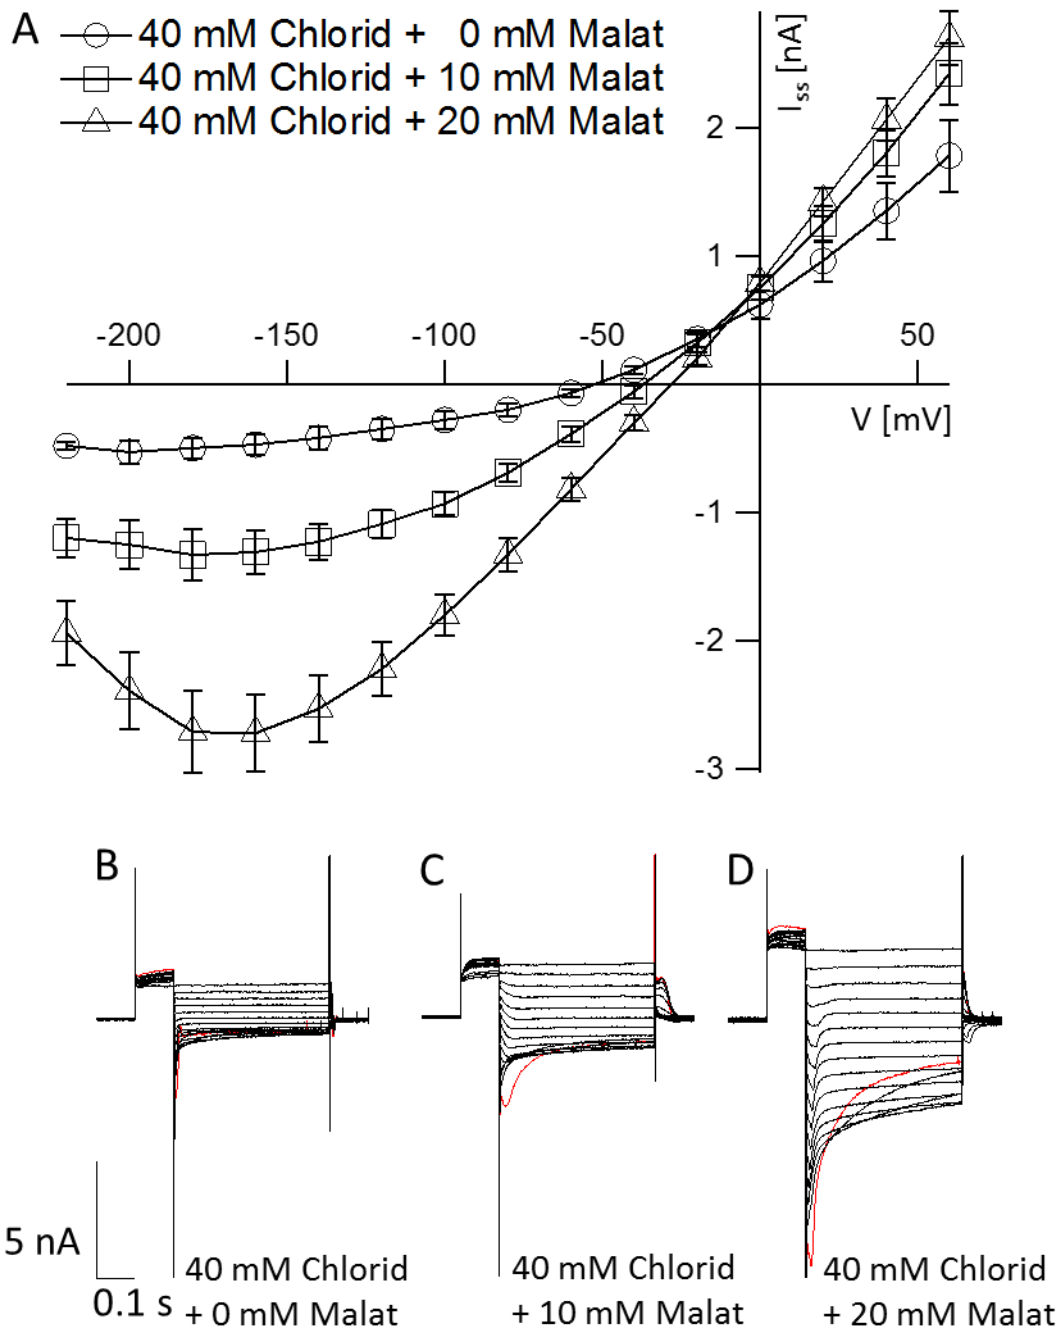 A
40 mM Chlorid + 0 mM Malat
40 mM Chlorid + 10 mM Malat
40 mM Chlorid + 20 mM Malat
Iss [nA]
2
1
-200 -150 -100 -50 50
V [mV]
-1
-2
-3
B C D
5 nA
0.1 s
40 mM Chlorid
+ 0 mM Malat
40 mM Chlorid
+ 10 mM Malat
40 mM Chlorid
+ 20 mM Malat